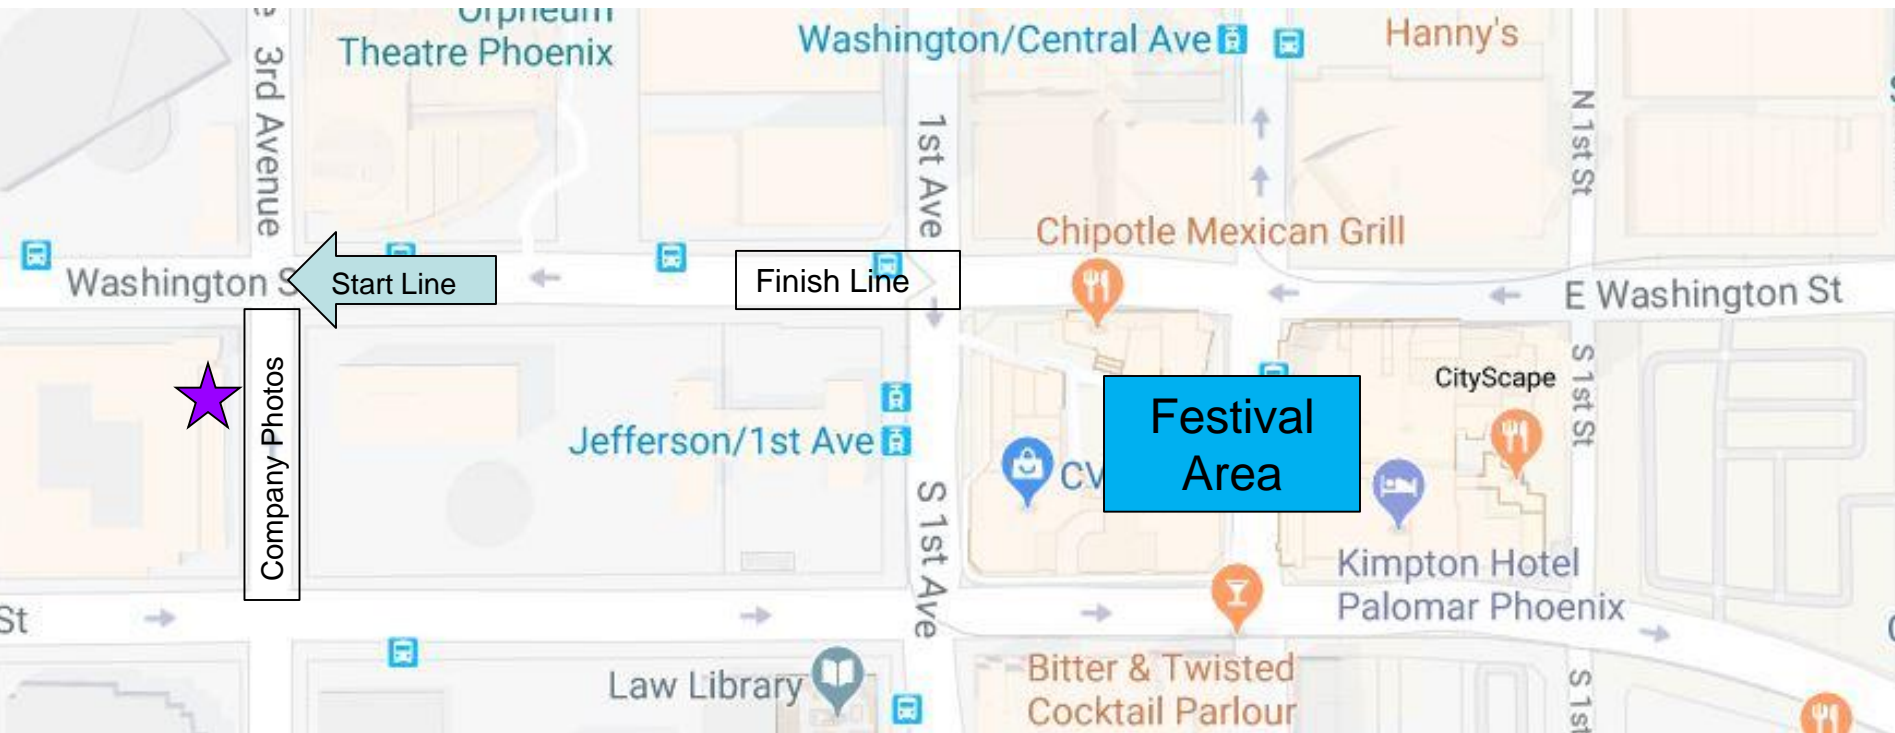 Orpheum
Theatre Phoenix
Washington/Central Ave
Hanny's
3rd Avenue
1st Ave
N 1st St
Chipotle Mexican Grill
Washington S
Start Line
Finish Line
E Washington St
Company Photos
CityScape
S 1st St
Festival
Area
Jefferson/1st Ave
CV
S 1st Ave
Kimpton Hotel
Palomar Phoenix
St
Law Library
Bitter & Twisted
Cocktail Parlour
S 1st